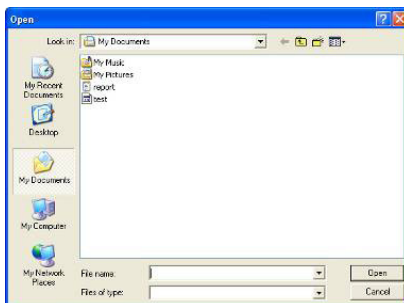 Open
Look in: My Documents
My Recent
Documents
Desktop
My Documents
My Computer
My Network
Places
My Music
My Pictures
report
test
File name:
Open
Files of type:
Cancel